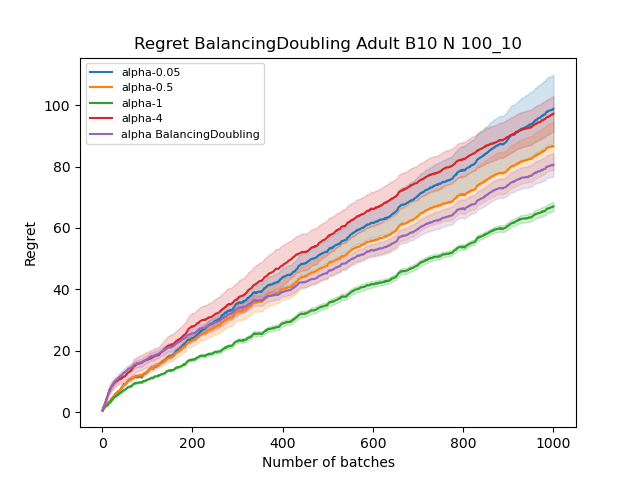 Regret BalancingDoubling Adult B10 N 100_10
alpha-0.05
alpha-0.5
alpha-1
alpha-4
alpha BalancingDoubling
Regret
100
80
60
40
20
0
0 200 400 600 800 1000
Number of batches